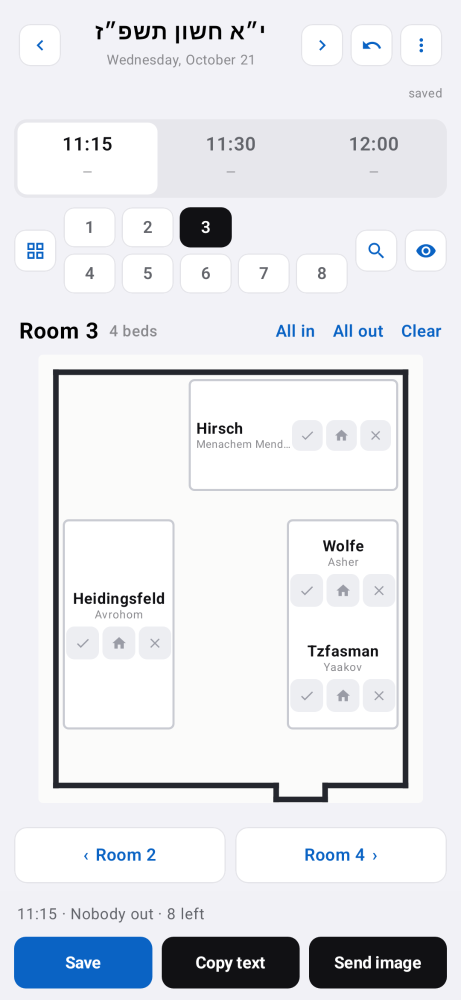 י״א חשון תשפ״ז
Wednesday, October 21
saved
11:15 11:30 12:00
– – –
1 2 3
4 5 6 7 8
Room 3 4 beds All in All out Clear
Hirsch
Menachem Mend…
Wolfe
Asher
Heidingsfeld
Avrohom
Tzfasman
Yaakov
‹ Room 2 Room 4 ›
11:15 · Nobody out · 8 left
Save Copy text Send image